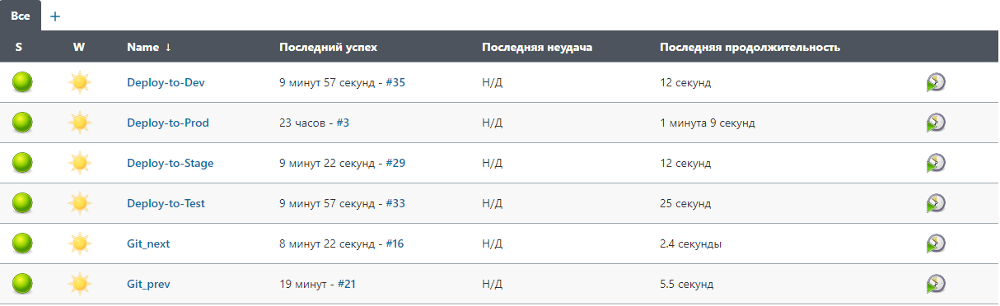 Все +
S W Name ↓ Последний успех Последняя неудача Последняя продолжительность
Deploy-to-Dev 9 минут 57 секунд - #35 Н/Д 12 секунд
Deploy-to-Prod 23 часов - #3 Н/Д 1 минута 9 секунд
Deploy-to-Stage 9 минут 22 секунд - #29 Н/Д 12 секунд
Deploy-to-Test 9 минут 57 секунд - #33 Н/Д 25 секунд
Git_next 8 минут 22 секунд - #16 Н/Д 2.4 секунды
Git_prev 19 минут - #21 Н/Д 5.5 секунд